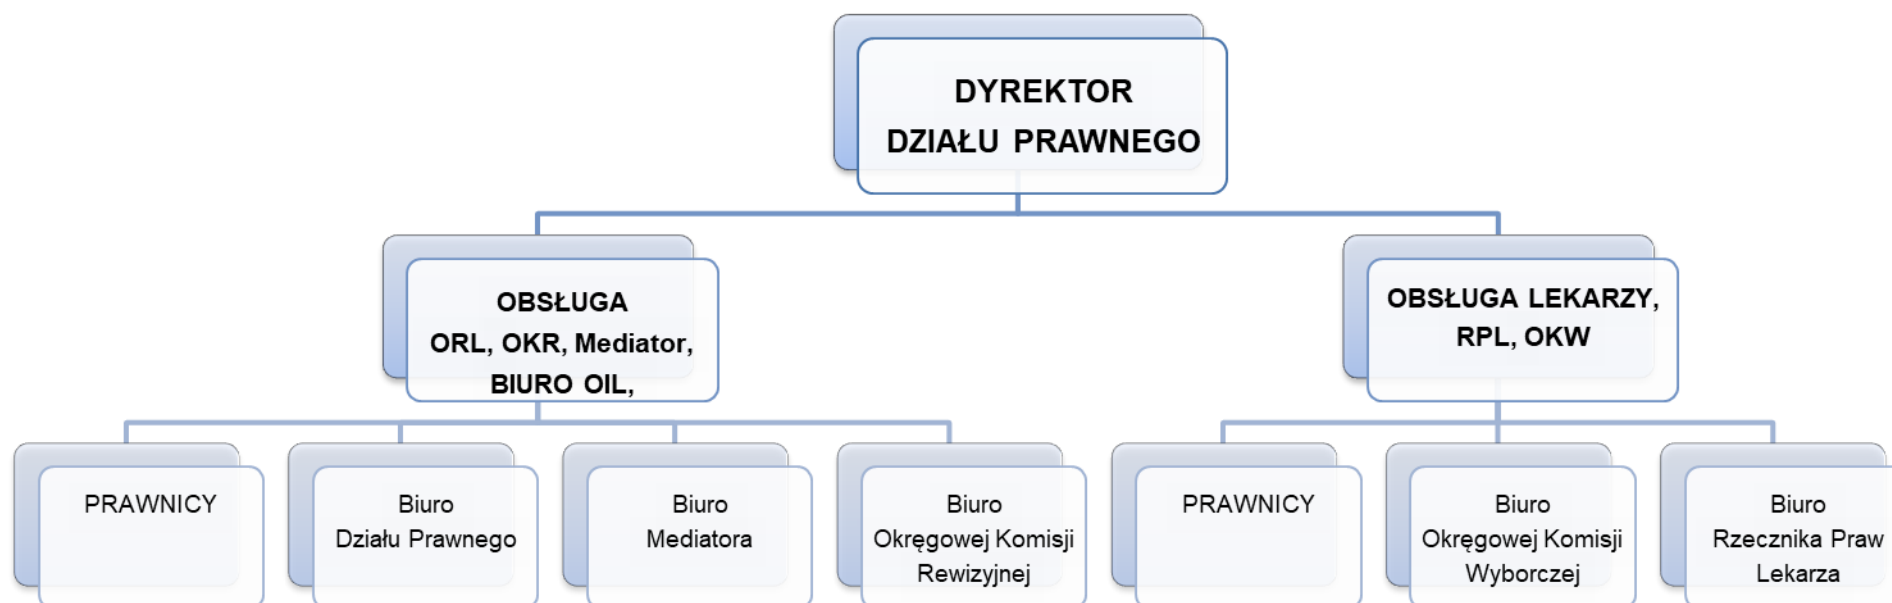 DYREKTOR
DZIAŁU PRAWNEGO
OBSŁUGA
ORL, OKR, Mediator,
BIURO OIL,
OBSŁUGA LEKARZY,
RPL, OKW
PRAWNICY
Biuro
Działu Prawnego
Biuro
Mediatora
Biuro
Okręgowej Komisji
Rewizyjnej
PRAWNICY
Biuro
Okręgowej Komisji
Wyborczej
Biuro
Rzecznika Praw
Lekarza